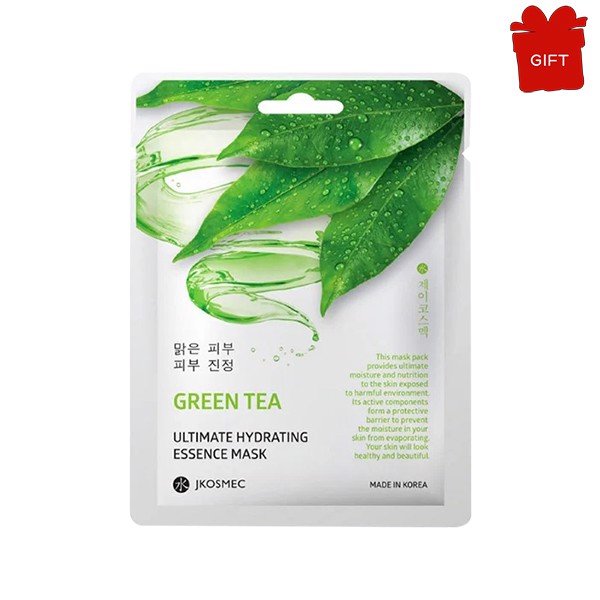 GIFT
水 제이코스멕
맑은 피부
피부 진정
GREEN TEA
ULTIMATE HYDRATING
ESSENCE MASK
水 JKOSMEC
This mask pack
provides ultimate
moisture and nutrition
to the skin exposed
to harmful environment.
Its active components
form a protective
barrier to prevent
the moisture in your
skin from evaporating.
Your skin will look
healthy and beautiful.
MADE IN KOREA